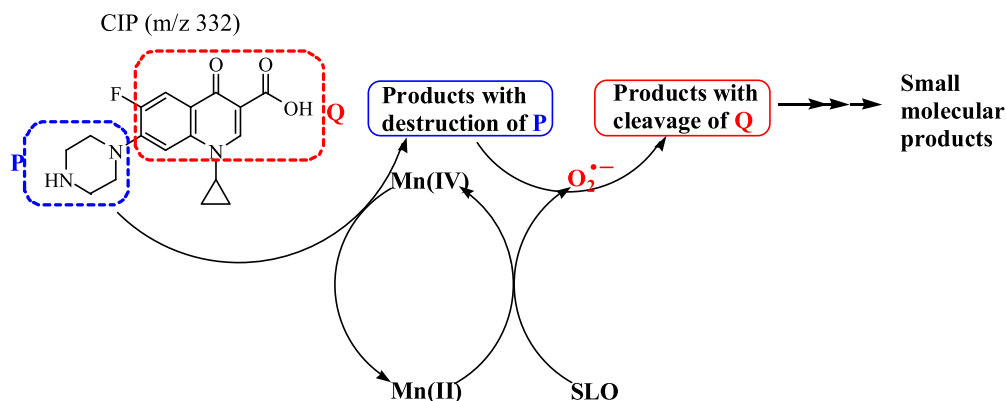 CIP (m/z 332)
O
O
F
OH
Q
P
N
HN
N
Products with
destruction of P
Products with
cleavage of Q
Small
molecular
products
Mn(IV)
O2•−
Mn(II)
SLO